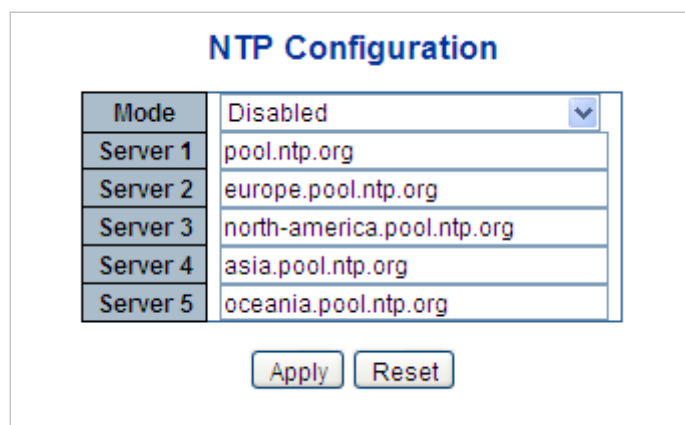 NTP Configuration
Mode Disabled
Server 1 pool.ntp.org
Server 2 europe.pool.ntp.org
Server 3 north-america.pool.ntp.org
Server 4 asia.pool.ntp.org
Server 5 oceania.pool.ntp.org
Apply Reset